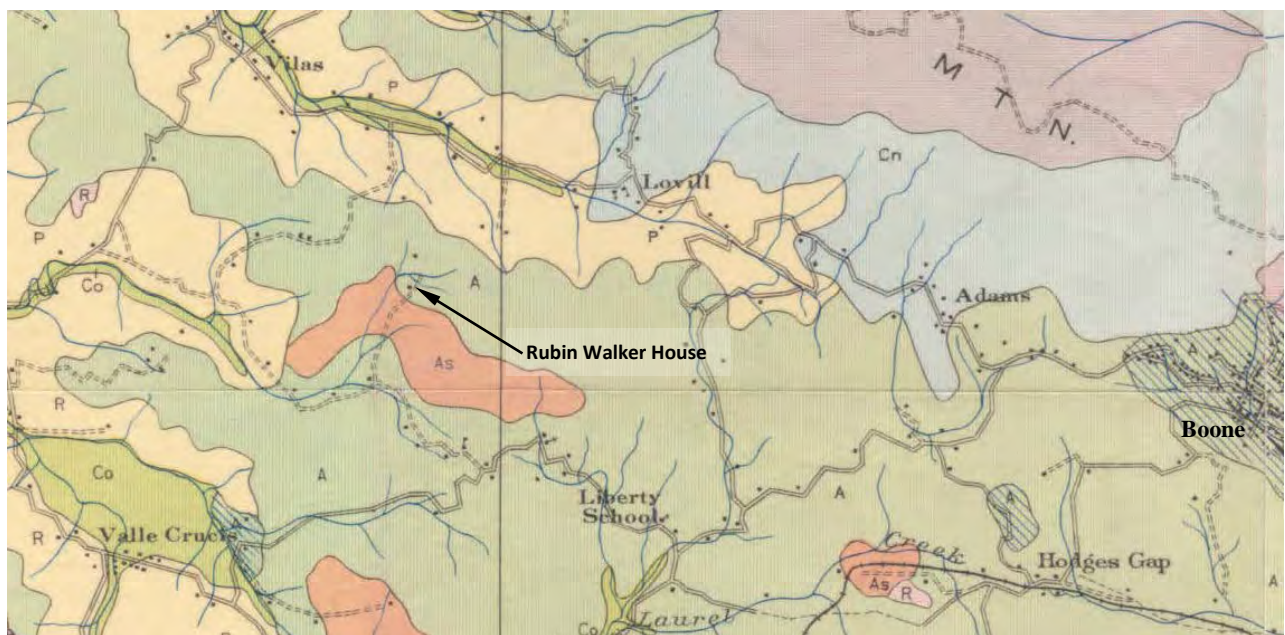 Vilas
P
M
T
N.
Cn
Lovill
R
P
P
Co
A
Adams
A
Rubin Walker House
As
R
Boone
Co
A
A
A
Liberty
School
Valle Crucis
A
R
Creek
Hodges Gap
As
R
A
Laurel
Co
R